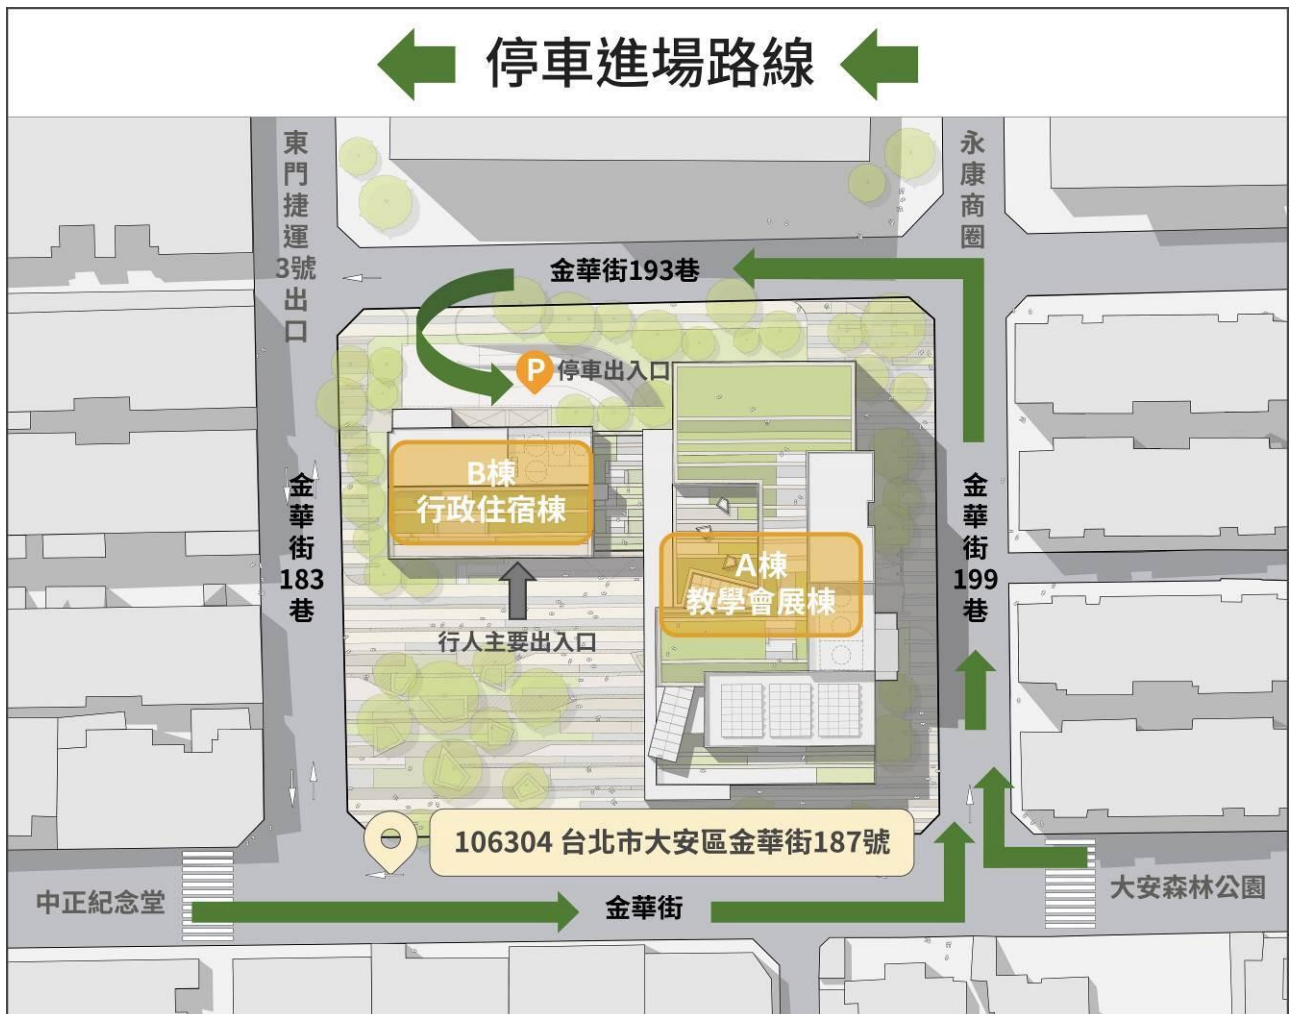 停車進場路線
東門捷運3號出口
永康商圈
金華街193巷
P 停車出入口
B棟
行政住宿棟
金華街183巷
金華街199巷
A棟
教學會展棟
行人主要出入口
106304 台北市大安區金華街187號
中正紀念堂
金華街
大安森林公園